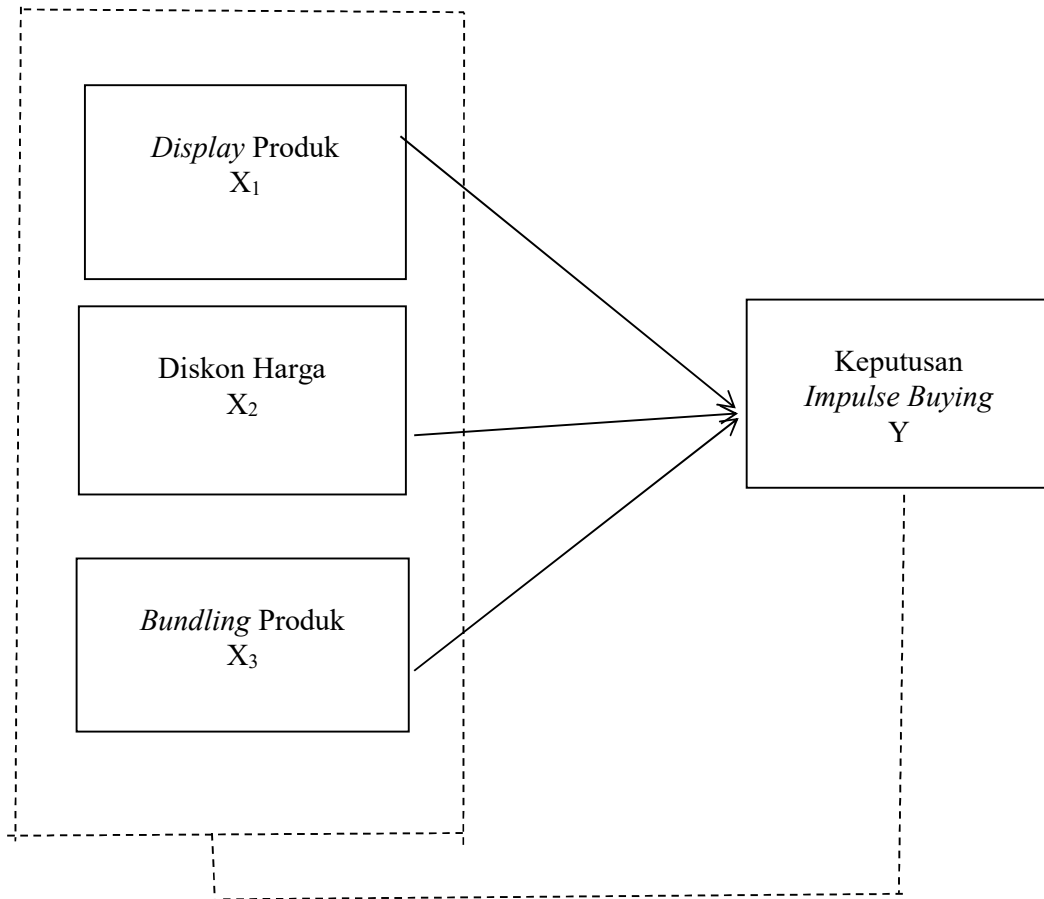 Display Produk
X₁
Diskon Harga
X₂
Bundling Produk
X₃
Keputusan
Impulse Buying
Y